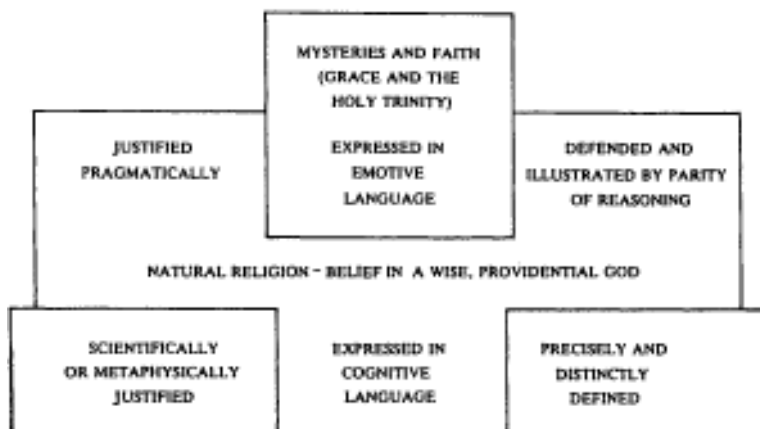 MYSTERIES AND FAITH
(GRACE AND THE
HOLY TRINITY)
JUSTIFIED
PRAGMATICALLY
EXPRESSED IN
EMOTIVE
LANGUAGE
DEFENDED AND
ILLUSTRATED BY PARITY
OF REASONING
NATURAL RELIGION – BELIEF IN A WISE, PROVIDENTIAL GOD
SCIENTIFICALLY
OR METAPHYSICALLY
JUSTIFIED
EXPRESSED IN
COGNITIVE
LANGUAGE
PRECISELY AND
DISTINCTLY
DEFINED